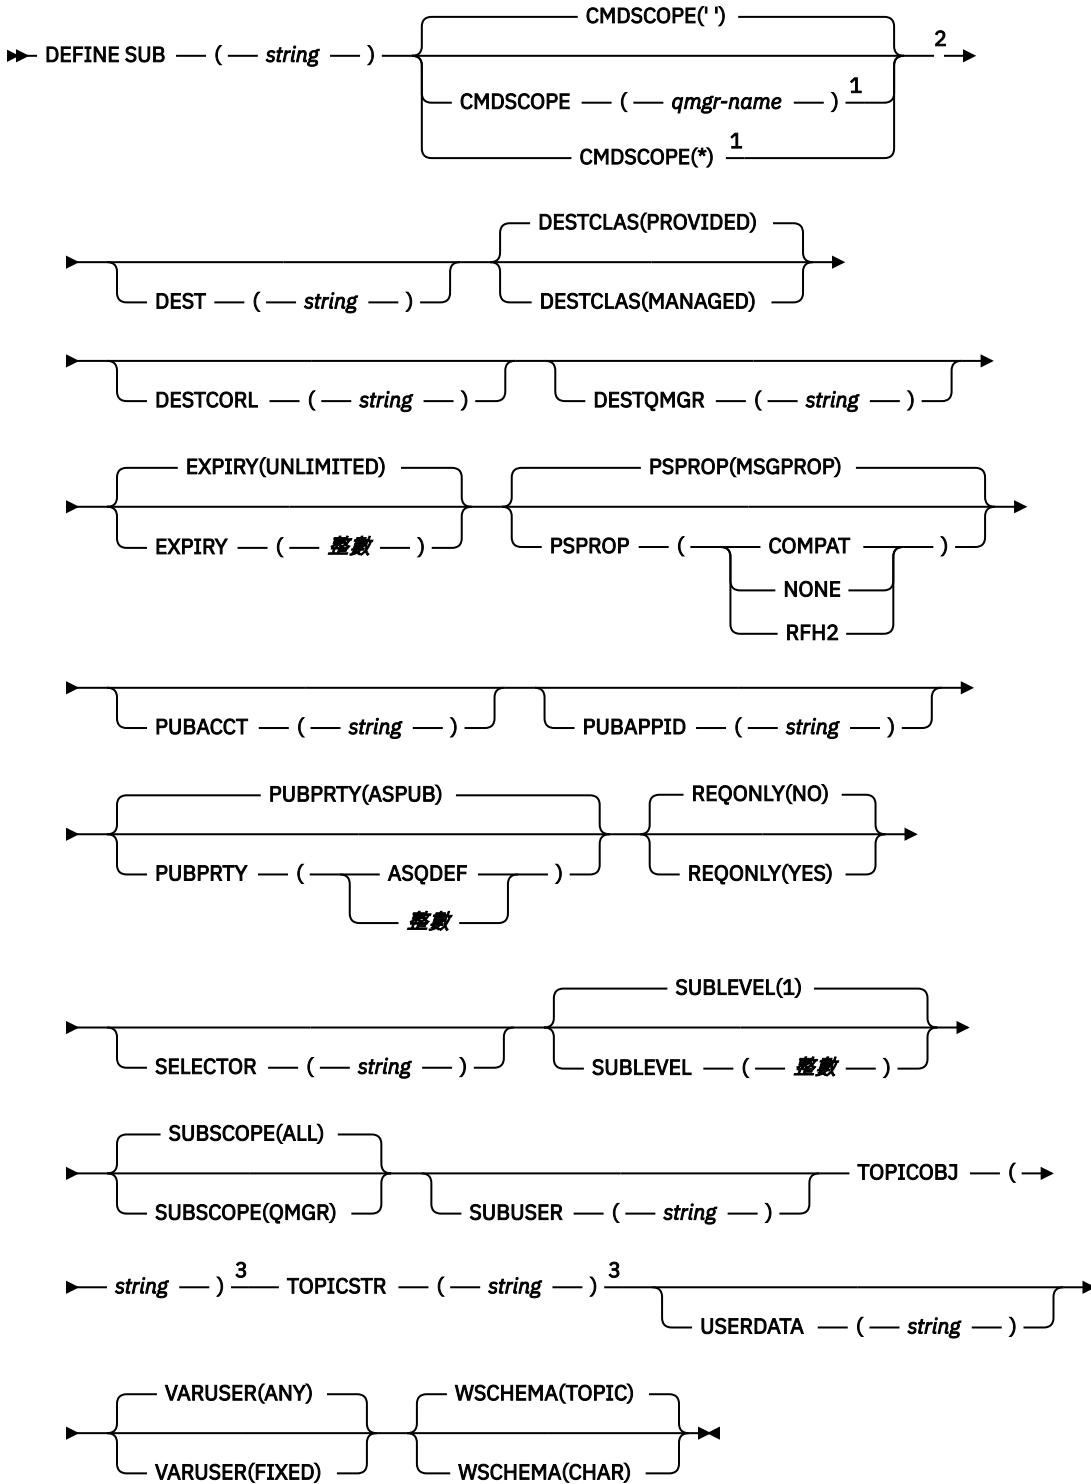 CMDSCOPE(' ')
DEFINE SUB ( string ) 2
CMDSCOPE ( qmgr-name ) 1
CMDSCOPE(*) 1
DESTCLAS(PROVIDED)
DEST ( string ) DESTCLAS(MANAGED)
DESTCORL ( string ) DESTQMGR ( string )
EXPIRY(UNLIMITED) PSPROP(MSGPROP)
EXPIRY ( 整數 ) PSPROP ( COMPAT )
NONE
RFH2
PUBACCT ( string ) PUBAPPID ( string )
PUBPRTY(ASPUB) REQONLY(NO)
PUBPRTY ( ASQDEF ) REQONLY(YES)
整數
SUBLEVEL(1)
SELECTOR ( string ) SUBLEVEL ( 整數 )
SUBSCOPE(ALL)
TOPICOBJ (
SUBSCOPE(QMGR) SUBUSER ( string )
string ) 3 TOPICSTR ( string ) 3
USERDATA ( string )
VARUSER(ANY) WSCHEMA(TOPIC)
VARUSER(FIXED) WSCHEMA(CHAR)